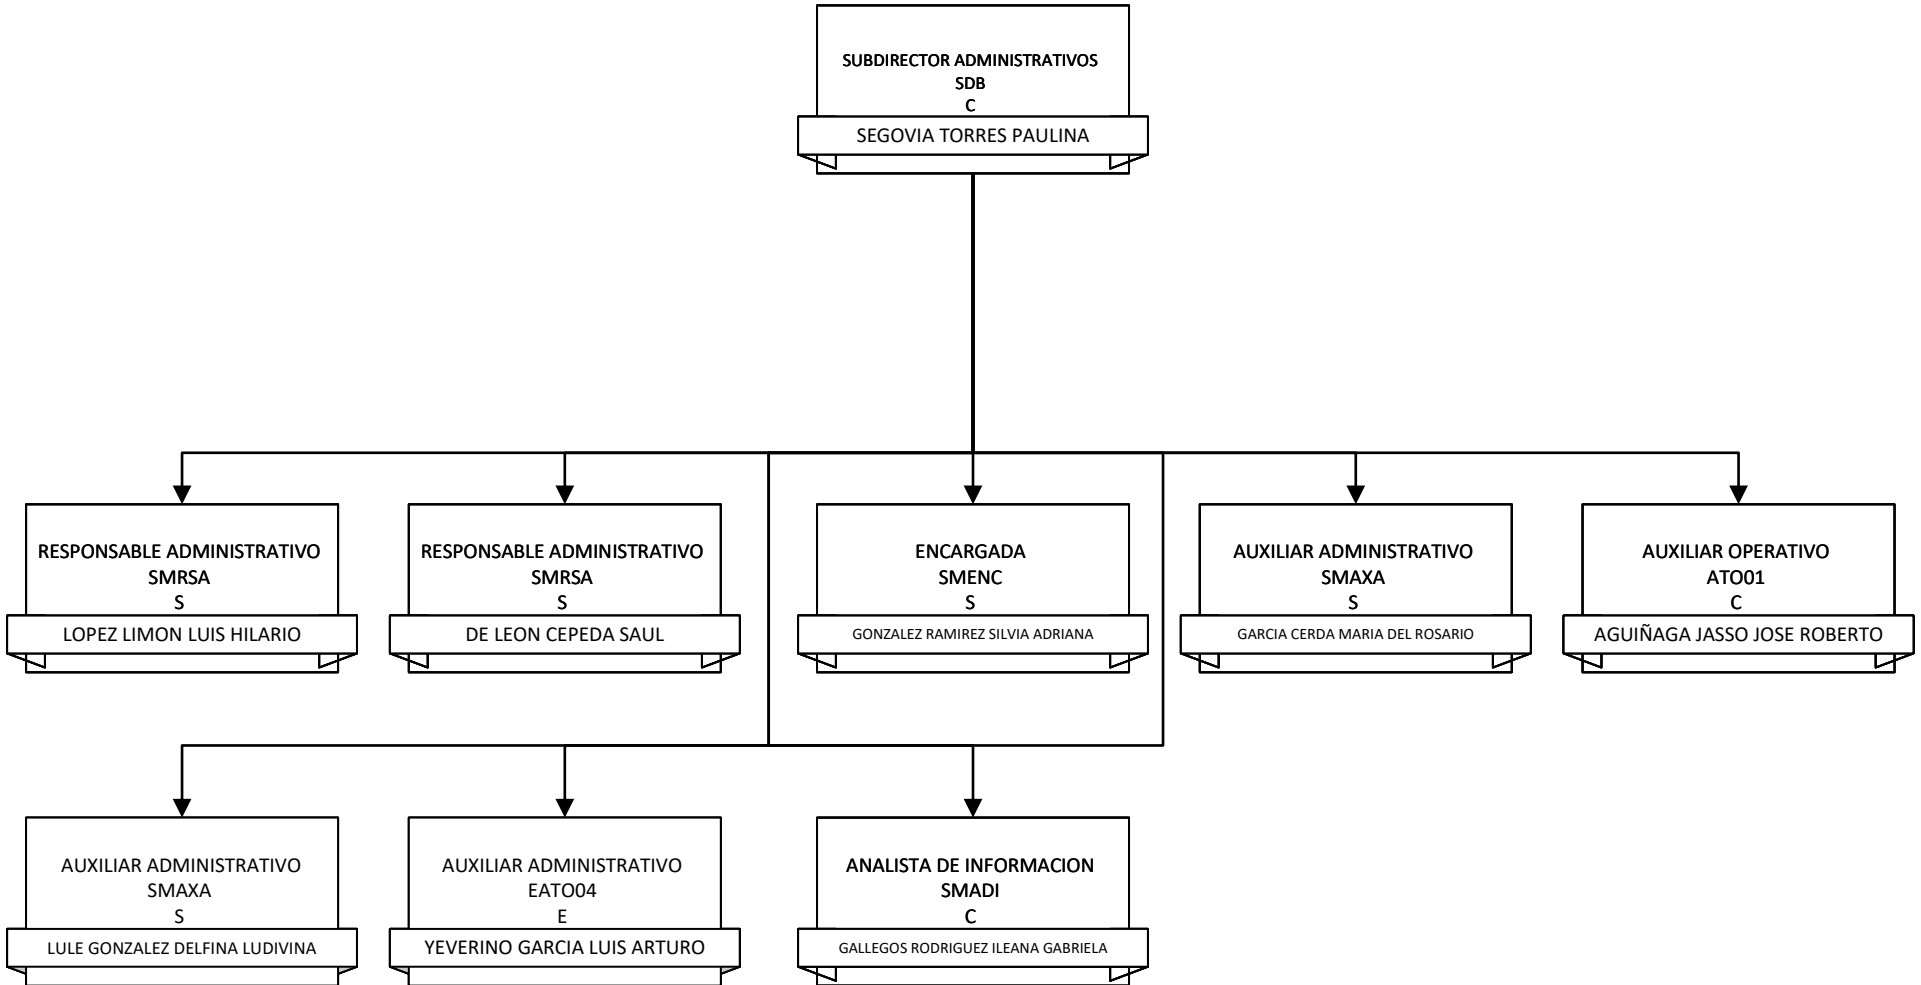 SUBDIRECTOR ADMINISTRATIVOS
SDB
C
SEGOVIA TORRES PAULINA
RESPONSABLE ADMINISTRATIVO
SMRSA
S
LOPEZ LIMON LUIS HILARIO
RESPONSABLE ADMINISTRATIVO
SMRSA
S
DE LEON CEPEDA SAUL
ENCARGADA
SMENC
S
GONZALEZ RAMIREZ SILVIA ADRIANA
AUXILIAR ADMINISTRATIVO
SMAXA
S
GARCIA CERDA MARIA DEL ROSARIO
AUXILIAR OPERATIVO
ATO01
C
AGUIÑAGA JASSO JOSE ROBERTO
AUXILIAR ADMINISTRATIVO
SMAXA
S
LULE GONZALEZ DELFINA LUDIVINA
AUXILIAR ADMINISTRATIVO
EATO04
E
YEVERINO GARCIA LUIS ARTURO
ANALISTA DE INFORMACION
SMADI
C
GALLEGOS RODRIGUEZ ILEANA GABRIELA